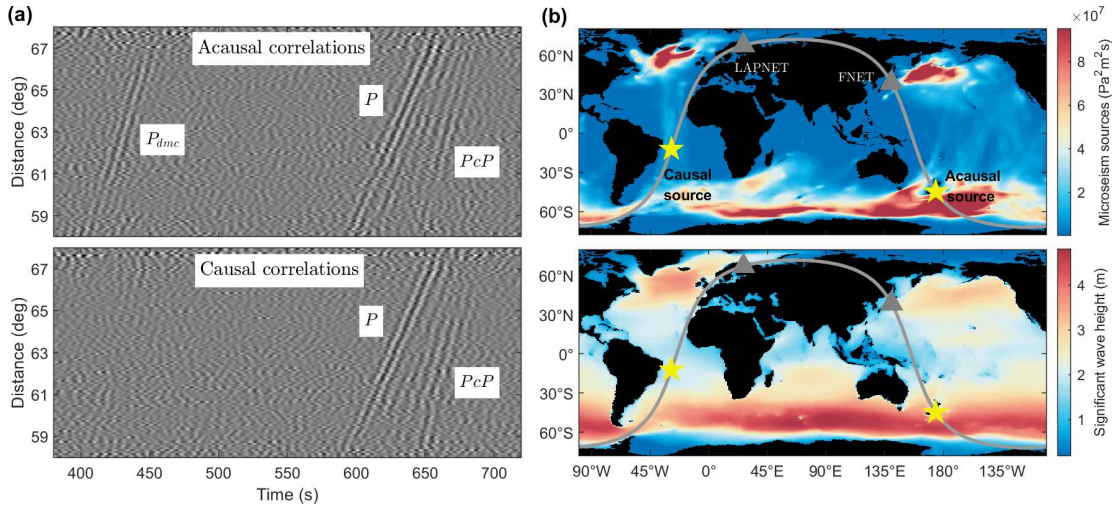 (a)
Acausal correlations
P
P_dmc
PcP
Distance (deg)
67
65
63
61
59
Causal correlations
P
PcP
Distance (deg)
67
65
63
61
59
400 450 500 550 600 650 700
Time (s)
(b)
×10⁷
60°N
30°N
0°
30°S
60°S
LAPNET
FNET
Causal
source
Acausal
source
8
6
4
2
Microseism sources (Pa²m²s)
60°N
30°N
0°
30°S
60°S
4
3
2
1
Significant wave height (m)
90°W 45°W 0° 45°E 90°E 135°E 180° 135°W